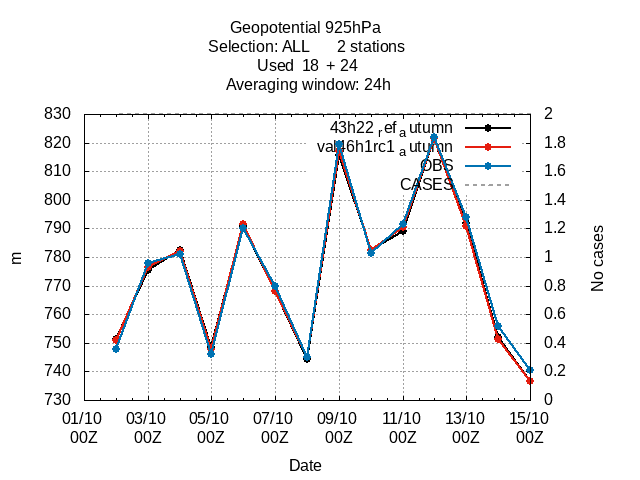 Geopotential 925hPa
Selection: ALL 2 stations
Used 18 + 24
Averaging window: 24h
830 2
43h22 ref a utumn
820 1.8
val46h1rc1 a utumn
OBS
810 1.6
CASES
800 1.4
790 1.2
780 1
770 0.8
760 0.6
750 0.4
740 0.2
730 0
m
No cases
01/10 03/10 05/10 07/10 09/10 11/10 13/10 15/10
00Z 00Z 00Z 00Z 00Z 00Z 00Z 00Z
Date